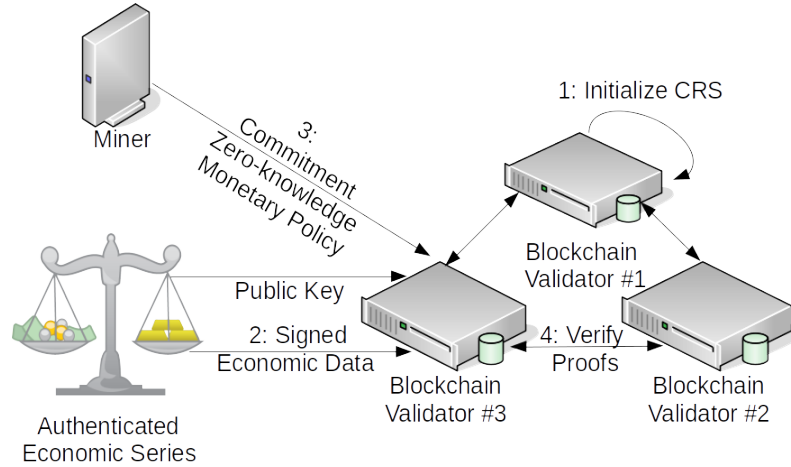 1: Initialize CRS
Miner
3:
Commitment
Zero-knowledge
Monetary Policy
Blockchain
Validator #1
Public Key
2: Signed
Economic Data
4: Verify
Proofs
Blockchain
Validator #3
Blockchain
Validator #2
Authenticated
Economic Series